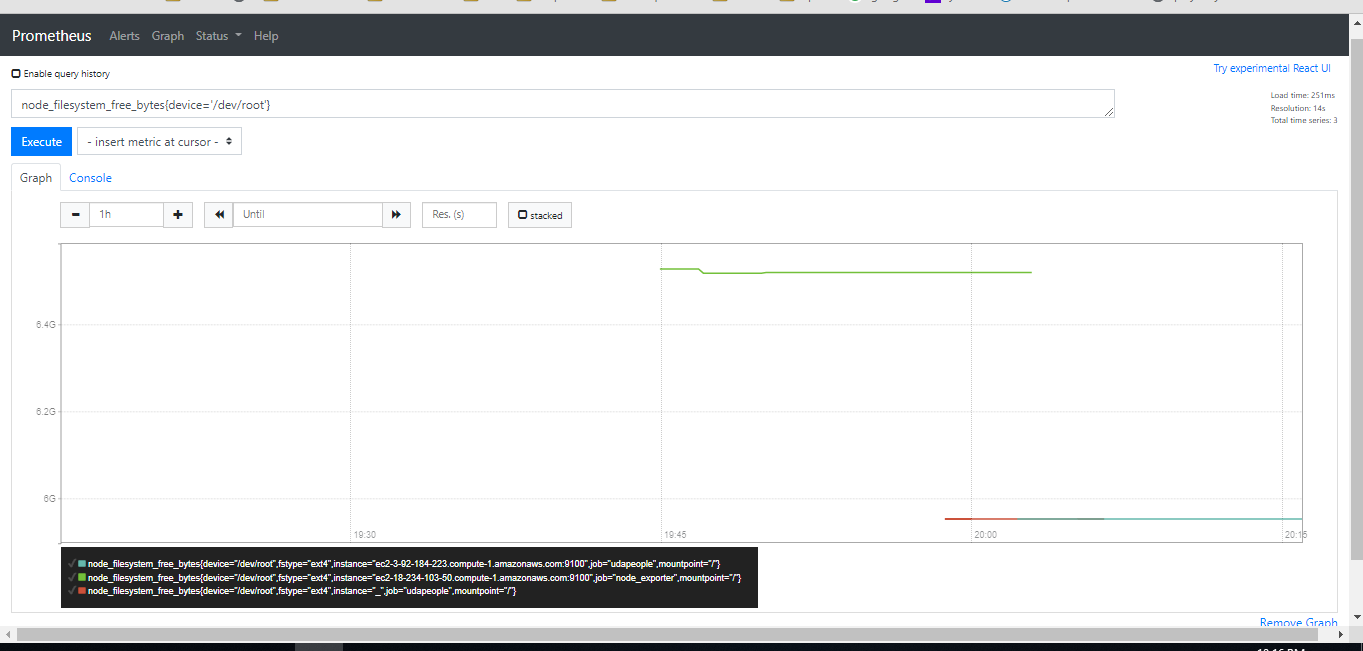 Prometheus Alerts Graph Status Help
Enable query history
Try experimental React UI
node_filesystem_free_bytes{device='/dev/root'}
Load time: 251ms
Resolution: 14s
Total time series: 3
Execute - insert metric at cursor -
Graph Console
1h Until Res. (s) stacked
6.4G
6.2G
6G
19:30 19:45 20:00 20:15
node_filesystem_free_bytes{device="/dev/root",fstype="ext4",instance="ec2-3-92-184-223.compute-1.amazonaws.com:9100",job="udapeople",mountpoint="/"}
node_filesystem_free_bytes{device="/dev/root",fstype="ext4",instance="ec2-18-234-103-50.compute-1.amazonaws.com:9100",job="node_exporter",mountpoint="/"}
node_filesystem_free_bytes{device="/dev/root",fstype="ext4",instance="_",job="udapeople",mountpoint="/"}
Remove Graph